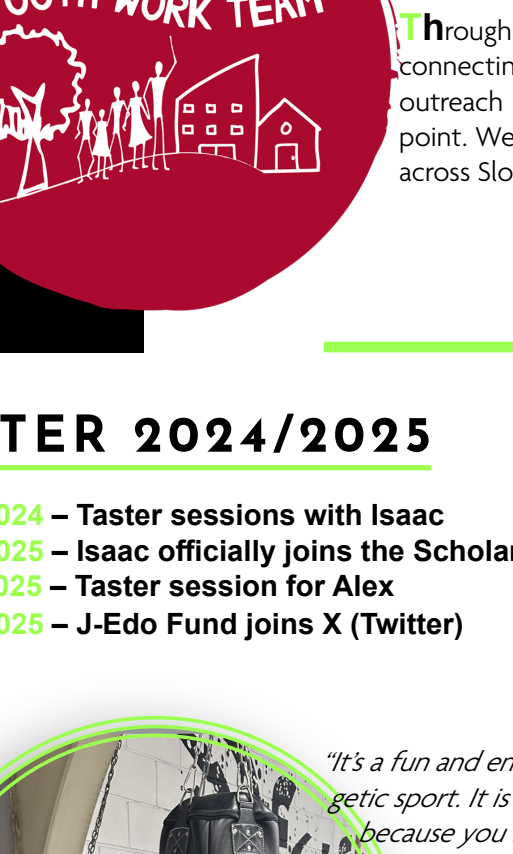 WORK TEAM
Through
connectin
outreach
point. We
across Slo
TER 2024/2025
024 – Taster sessions with Isaac
025 – Isaac officially joins the Scholar
025 – Taster session for Alex
025 – J-Edo Fund joins X (Twitter)
“It’s a fun and en
getic sport. It is
because you